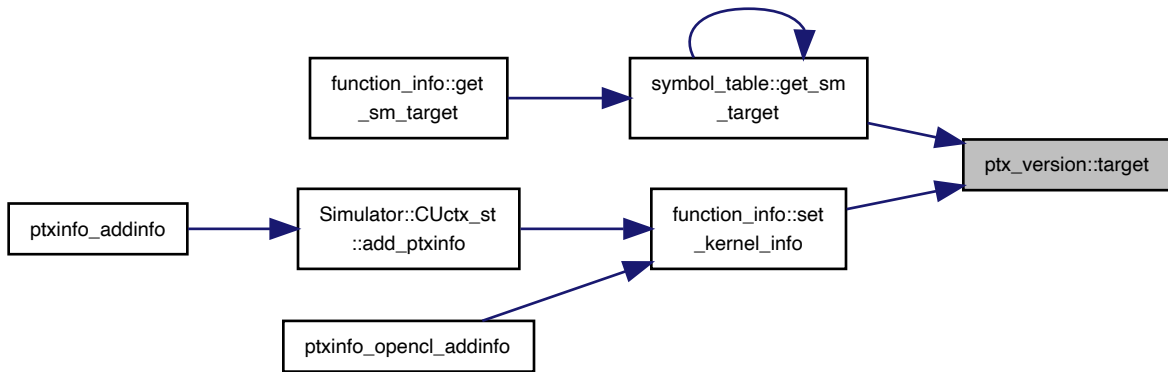 function_info::get
_sm_target
symbol_table::get_sm
_target
ptx_version::target
ptxinfo_addinfo
Simulator::CUctx_st
::add_ptxinfo
function_info::set
_kernel_info
ptxinfo_opencl_addinfo